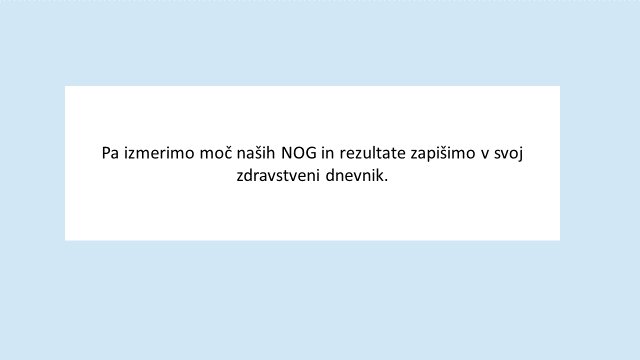 Pa izmerimo moč naših NOG in rezultate zapišimo v svoj
zdravstveni dnevnik.